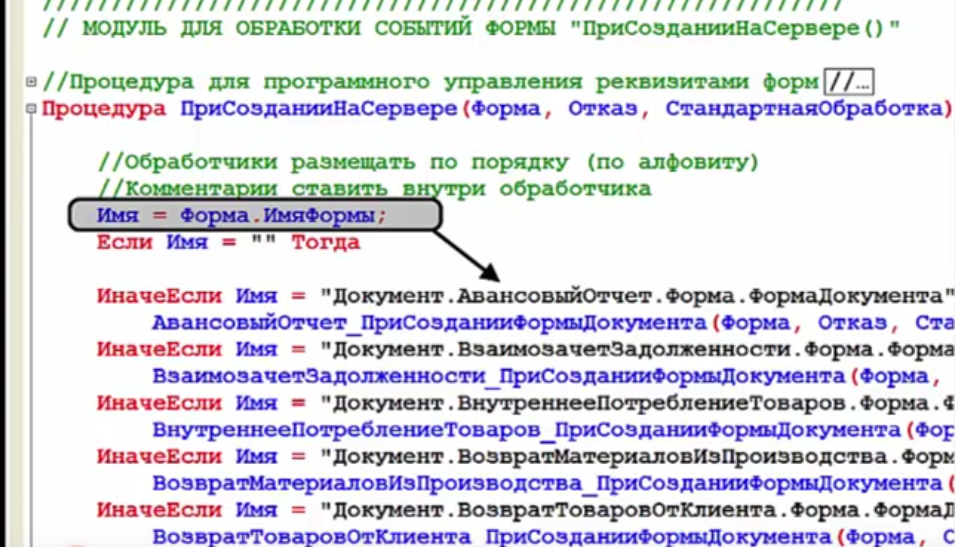 ////////////////////////////////////////////////////////////
// МОДУЛЬ ДЛЯ ОБРАБОТКИ СОБЫТИЙ ФОРМЫ "ПриСозданииНаСервере()"
//Процедура для программного управления реквизитами форм //...
Процедура ПриСозданииНаСервере(Форма, Отказ, СтандартнаяОбработка)
//Обработчики размещать по порядку (по алфовиту)
//Комментарии ставить внутри обработчика
Имя = Форма.ИмяФормы;
Если Имя = "" Тогда
ИначеЕсли Имя = "Документ.АвансовыйОтчет.Форма.ФормаДокумента"
АвансовыйОтчет_ПриСозданииФормыДокумента(Форма, Отказ, Ста
ИначеЕсли Имя = "Документ.ВзаимозачетЗадолженности.Форма.Форма
ВзаимозачетЗадолженности_ПриСозданииФормыДокумента(Форма,
ИначеЕсли Имя = "Документ.ВнутреннееПотреблениеТоваров.Форма.Ф
ВнутреннееПотреблениеТоваров_ПриСозданииФормыДокумента(Фор
ИначеЕсли Имя = "Документ.ВозвратМатериаловИзПроизводства.Форм
ВозвратМатериаловИзПроизводства_ПриСозданииФормыДокумента(
ИначеЕсли Имя = "Документ.ВозвратТоваровОтКлиента.Форма.ФормаД
ВозвратТоваровОтКлиента_ПриСозданииФормыДокумента(Форма, О